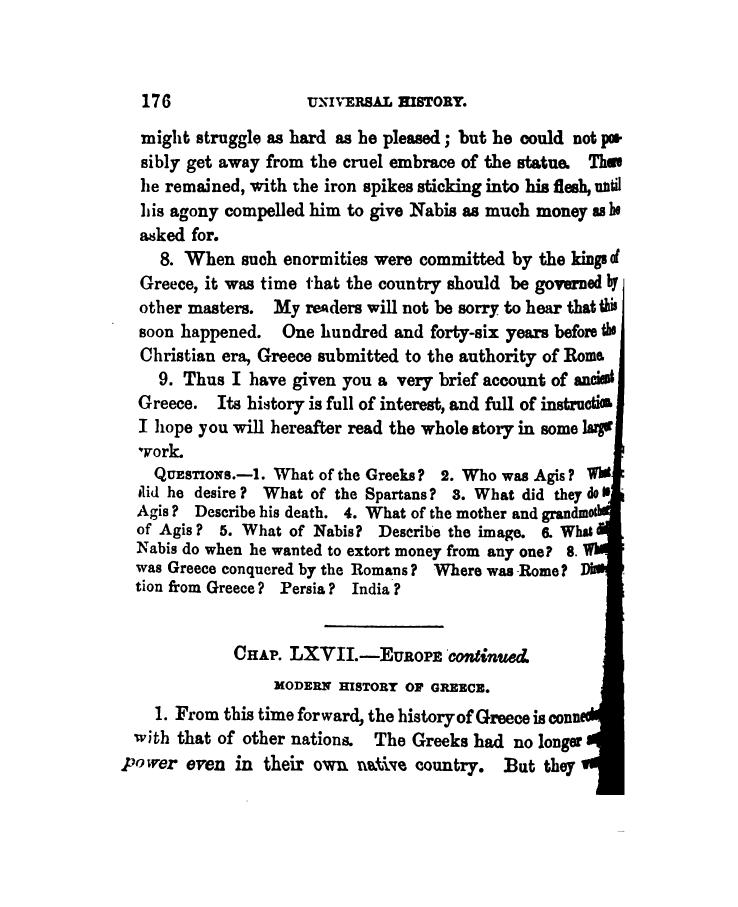 176 UNIVERSAL HISTORY.
might struggle as hard as he pleased; but he could not pos-
sibly get away from the cruel embrace of the statue. There
he remained, with the iron spikes sticking into his flesh, until
his agony compelled him to give Nabis as much money as he
asked for.
8. When such enormities were committed by the kings of
Greece, it was time that the country should be governed by
other masters. My readers will not be sorry to hear that this
soon happened. One hundred and forty-six years before the
Christian era, Greece submitted to the authority of Rome.
9. Thus I have given you a very brief account of ancient
Greece. Its history is full of interest, and full of instruction.
I hope you will hereafter read the whole story in some larger
work.
QUESTIONS.—1. What of the Greeks? 2. Who was Agis? What
did he desire? What of the Spartans? 3. What did they do to
Agis? Describe his death. 4. What of the mother and grandmother
of Agis? 5. What of Nabis? Describe the image. 6. What did
Nabis do when he wanted to extort money from any one? 8.
was Greece conquered by the Romans? Where was Rome? Direc-
tion from Greece? Persia? India?
CHAP. LXVII.—EUROPE continued.
MODERN HISTORY OF GREECE.
1. From this time forward, the history of Greece is connected
with that of other nations. The Greeks had no longer
power even in their own native country. But they